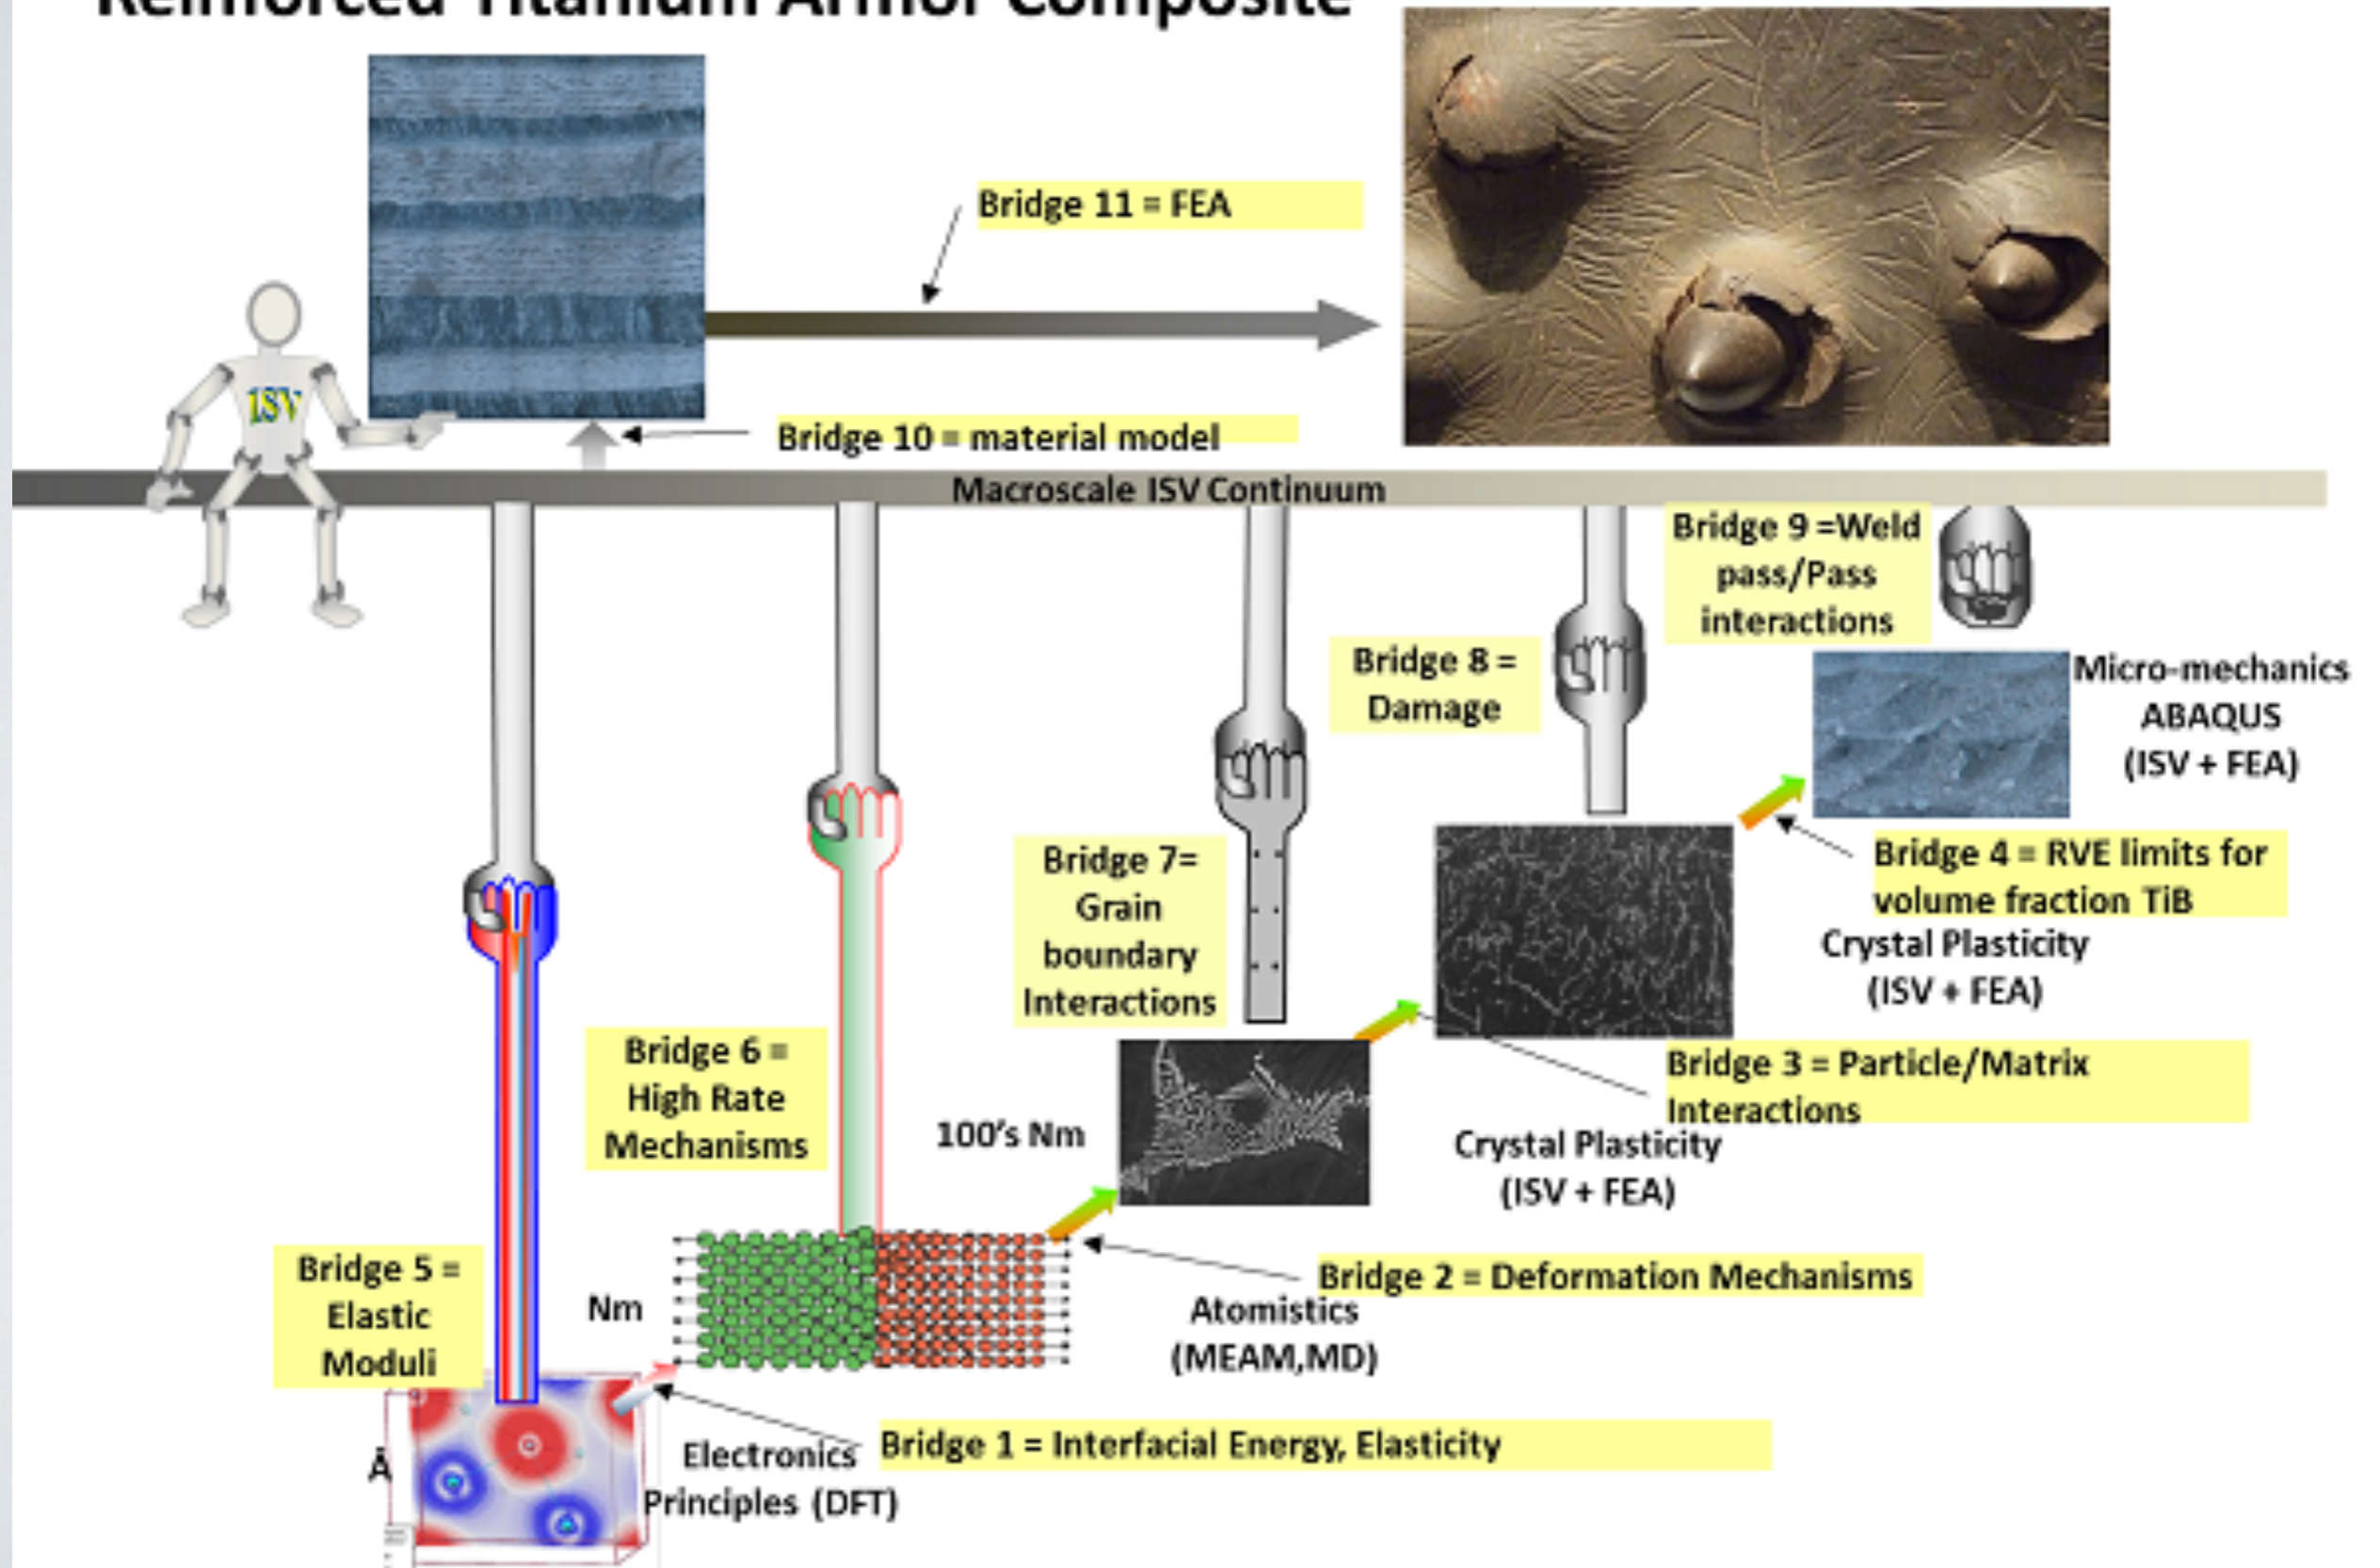 Reinforced Titanium Armor Composite
Bridge 11 = FEA
ISV
Bridge 10 = material model
Macroscale ISV Continuum
Bridge 9 =Weld
pass/Pass
interactions
Bridge 8 =
Damage
Micro-mechanics
ABAQUS
(ISV + FEA)
Bridge 4 = RVE limits for
volume fraction TiB
Crystal Plasticity
(ISV + FEA)
Bridge 7=
Grain
boundary
Interactions
Bridge 6 =
High Rate
Mechanisms
Bridge 3 = Particle/Matrix
Interactions
100's Nm
Crystal Plasticity
(ISV + FEA)
Bridge 5 =
Elastic
Moduli
Nm
Bridge 2 = Deformation Mechanisms
Atomistics
(MEAM,MD)
Bridge 1 = Interfacial Energy, Elasticity
Å
Electronics
Principles (DFT)